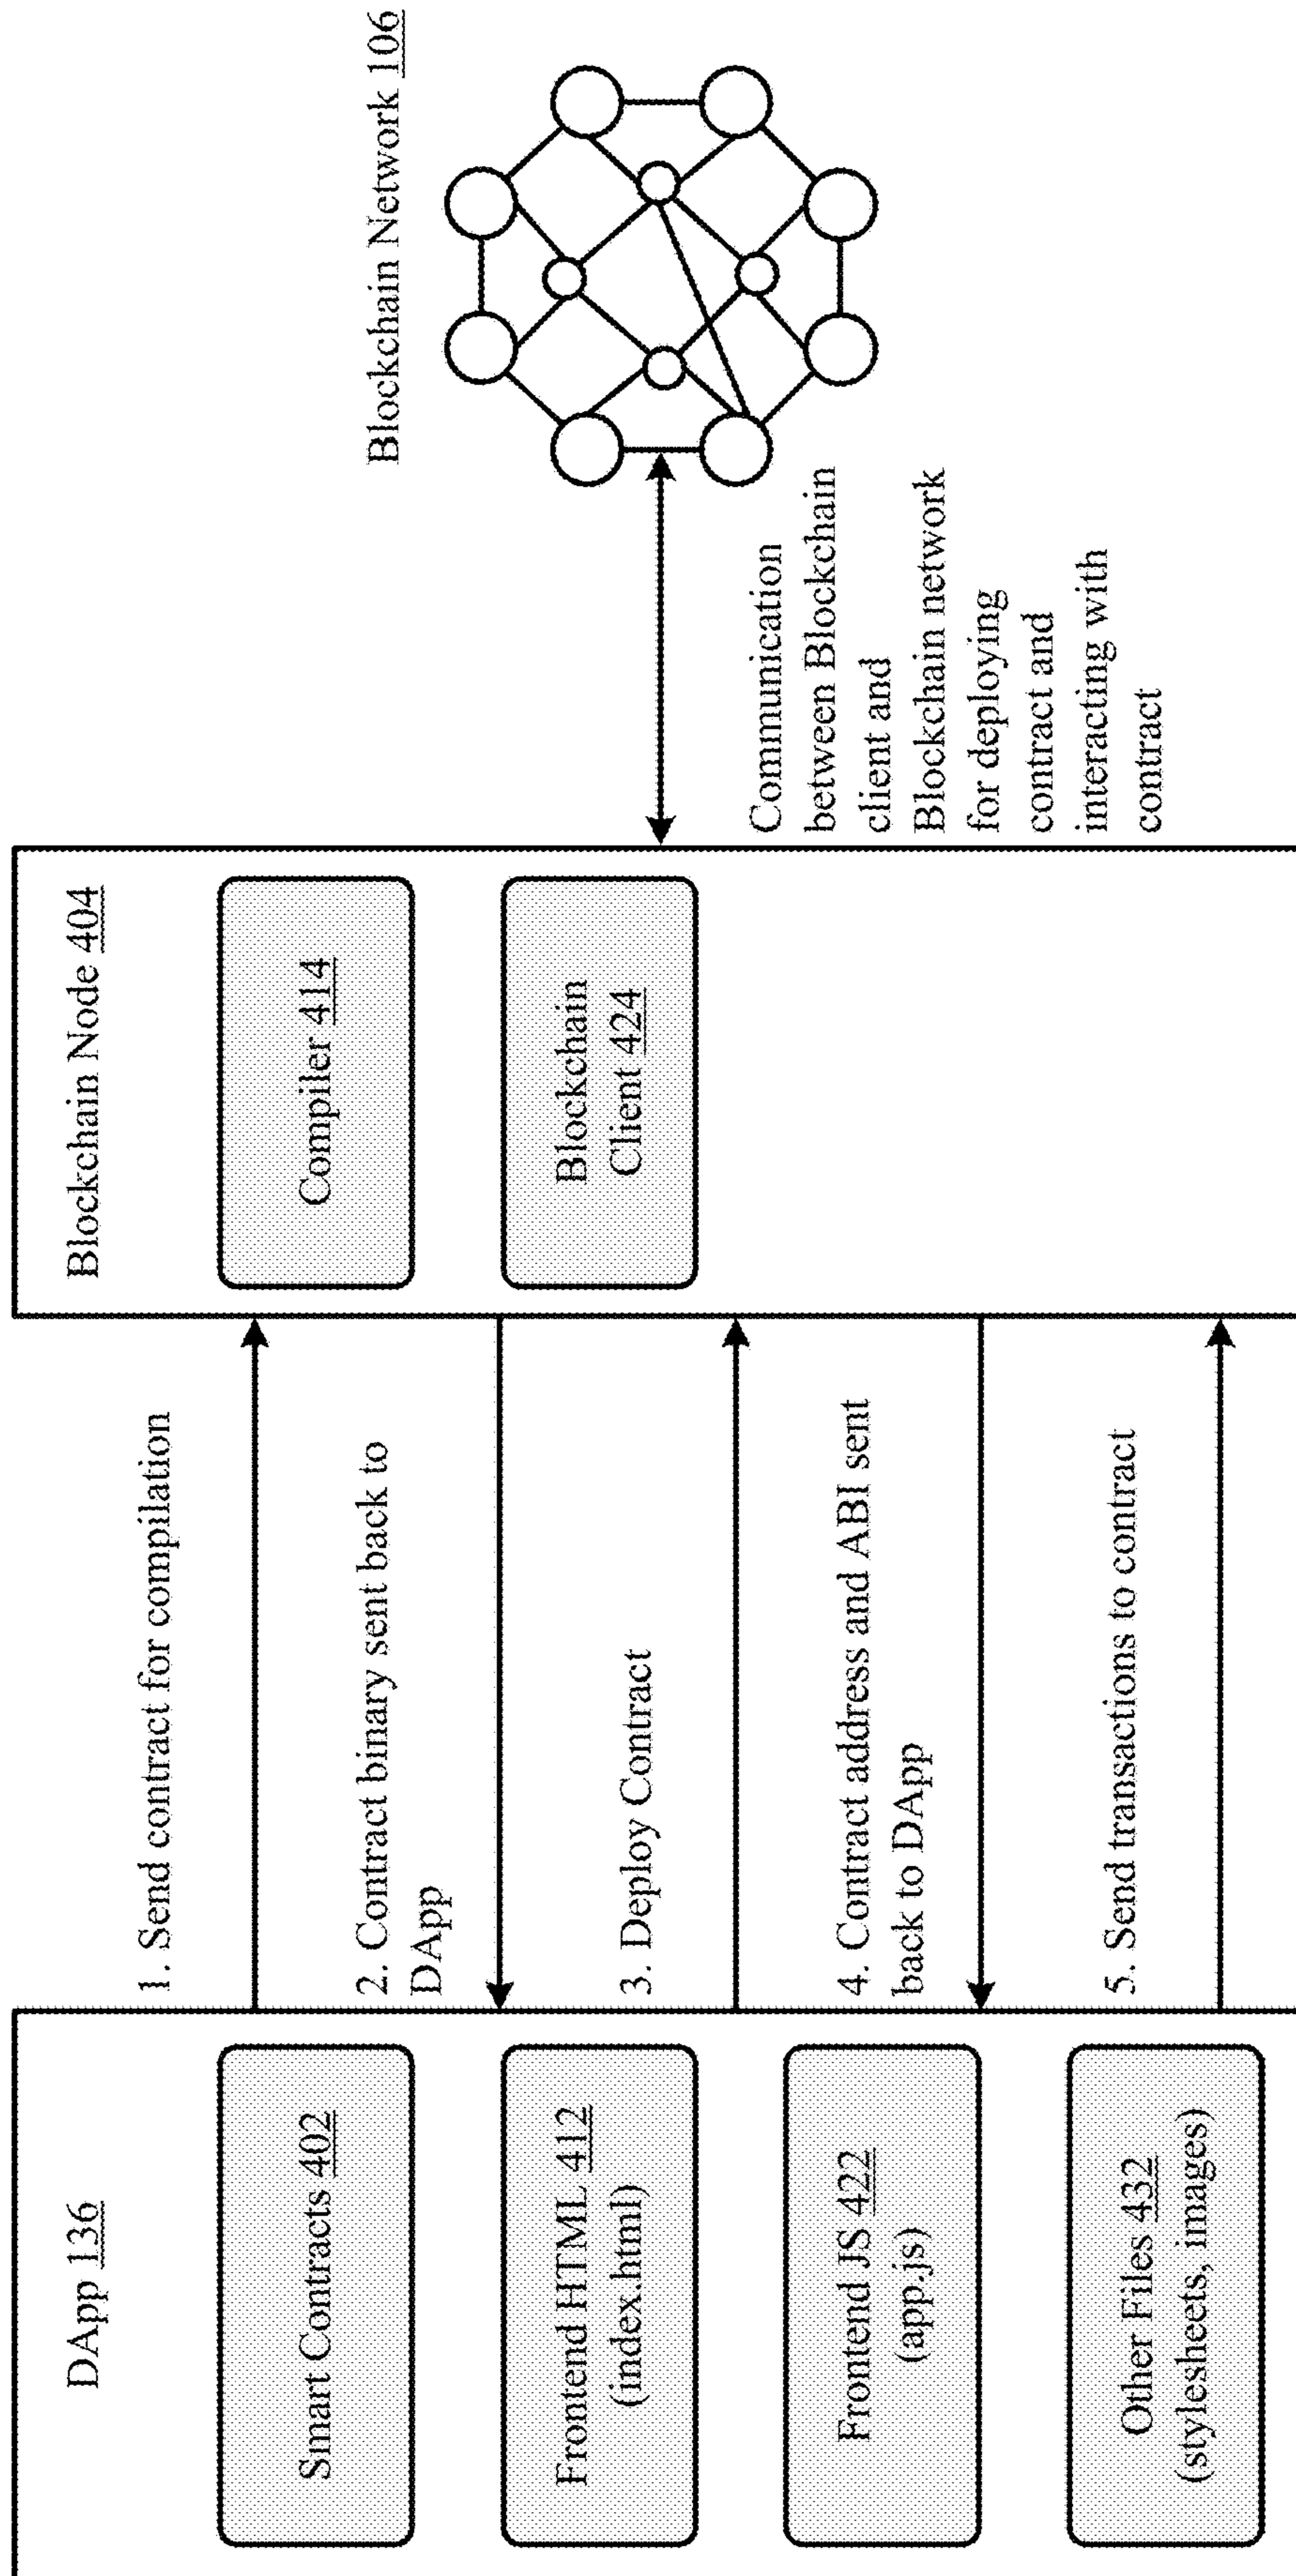 DApp 136
Smart Contracts 402
Frontend HTML 412
(index.html)
Frontend JS 422
(app.js)
Other Files 432
(stylesheets, images)
1. Send contract for compilation
2. Contract binary sent back to
DApp
3. Deploy Contract
4. Contract address and ABI sent
back to DApp
5. Send transactions to contract
Blockchain Node 404
Compiler 414
Blockchain
Client 424
Blockchain Network 106
Communication
between Blockchain
client and
Blockchain network
for deploying
contract and
interacting with
contract